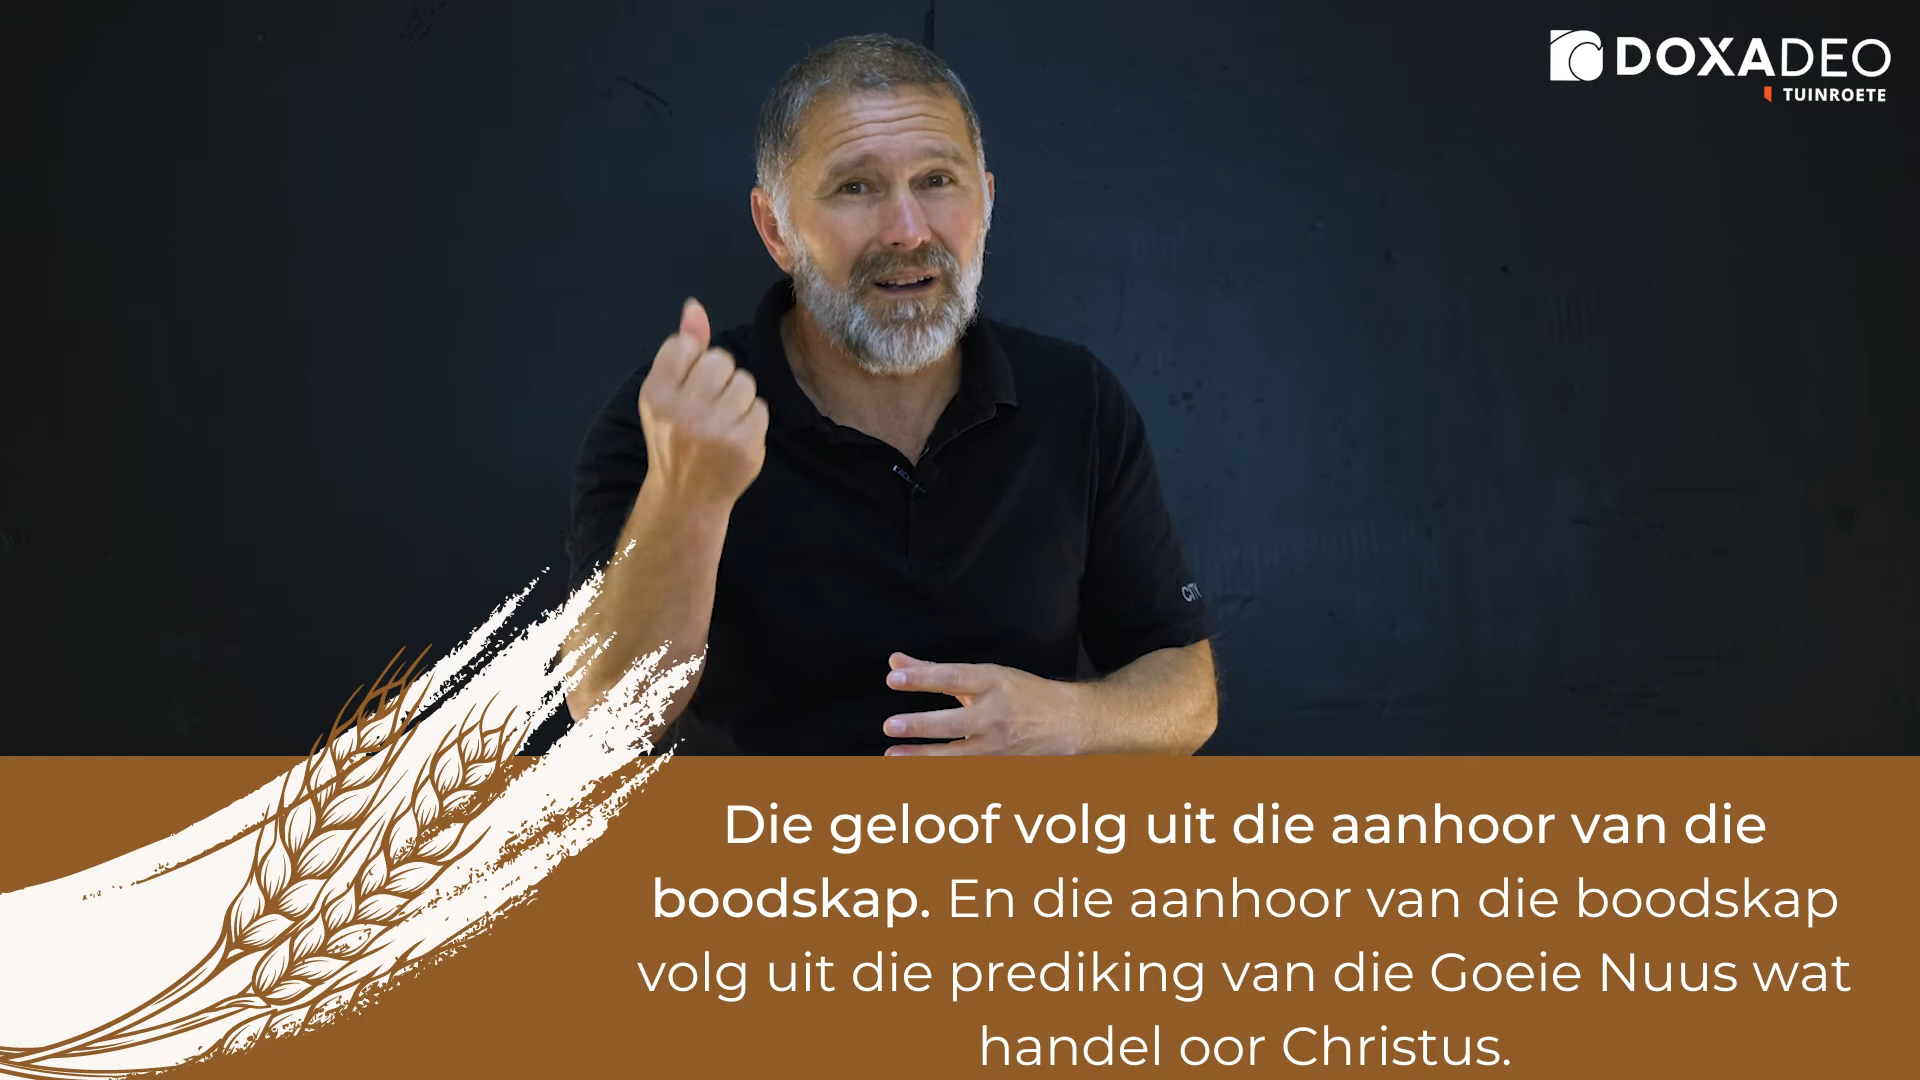 DOXADEO
TUINROETE
CITY
Die geloof volg uit die aanhoor van die
boodskap. En die aanhoor van die boodskap
volg uit die prediking van die Goeie Nuus wat
handel oor Christus.